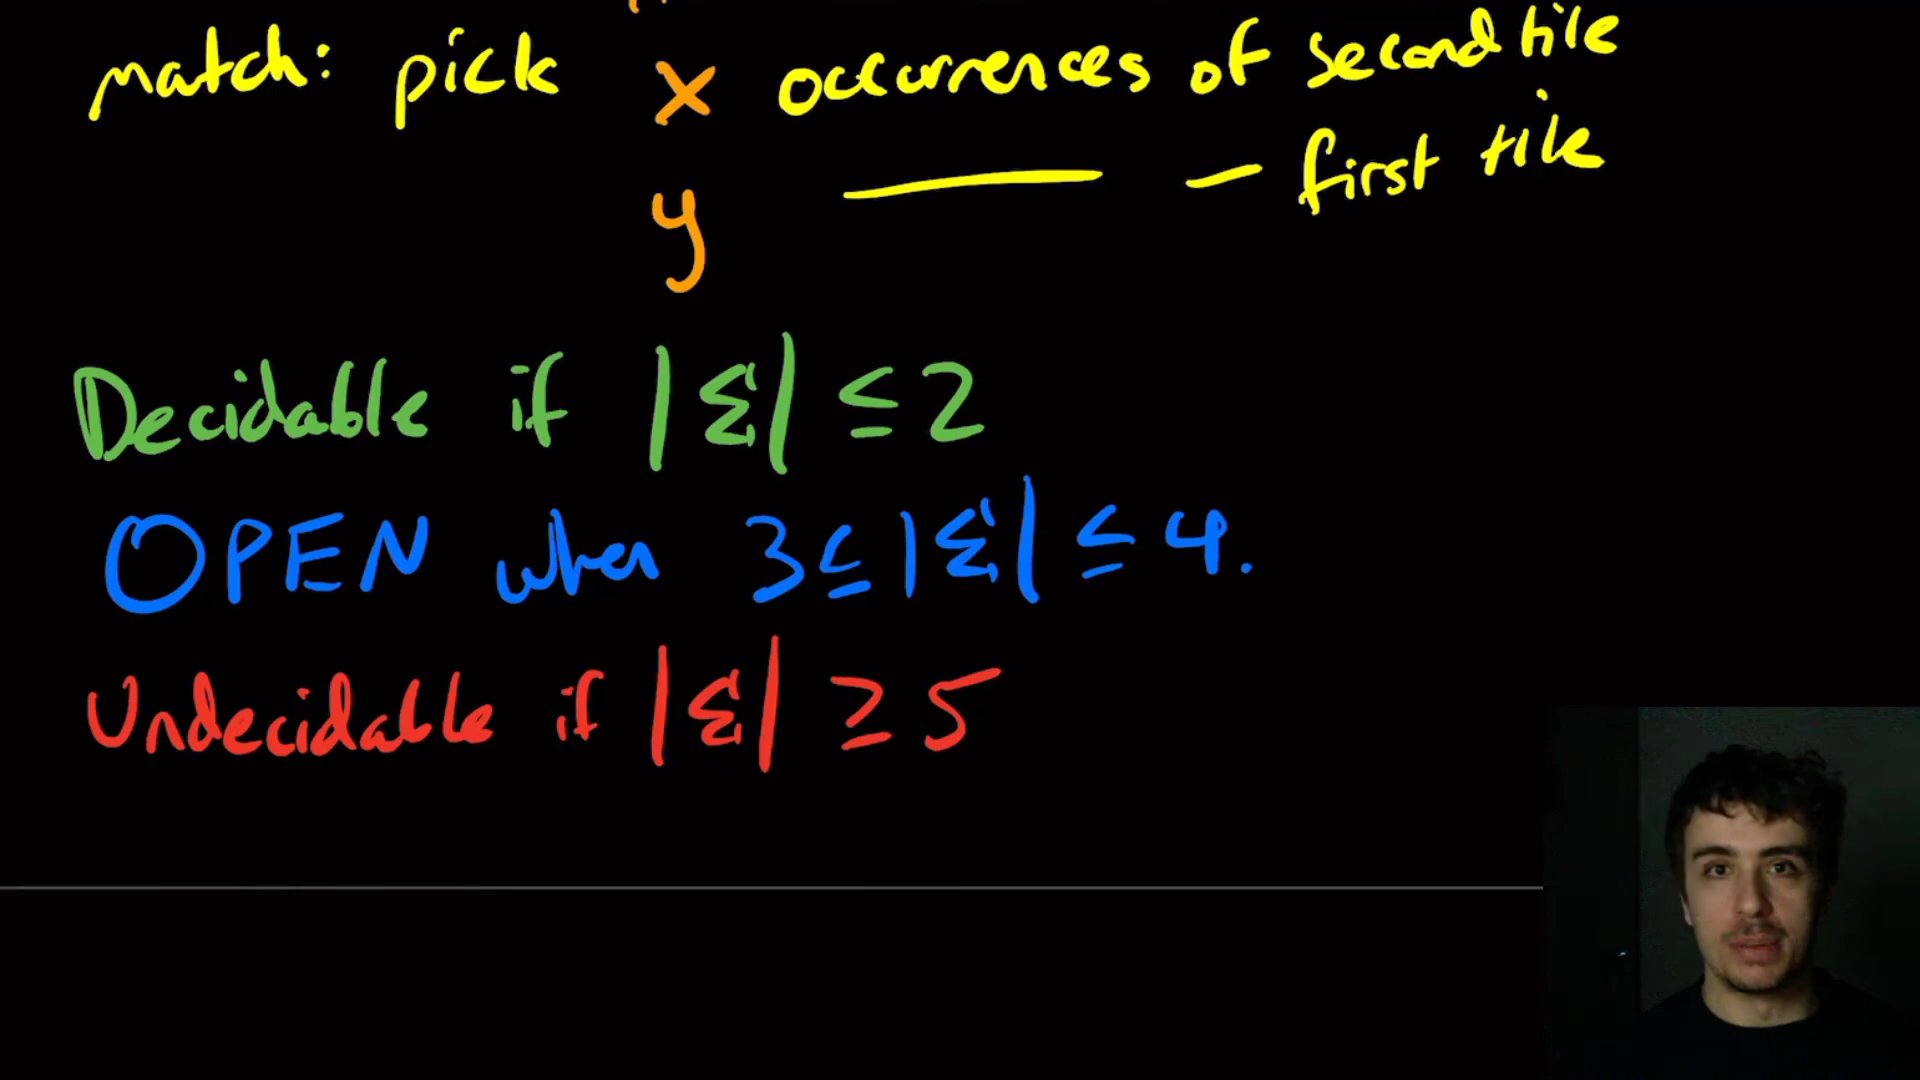 match: pick x occurrences of second tile
y ——— — first tile
Decidable if |Σ| ≤ 2
OPEN when 3 ≤ |Σ| ≤ 4.
Undecidable if |Σ| ≥ 5